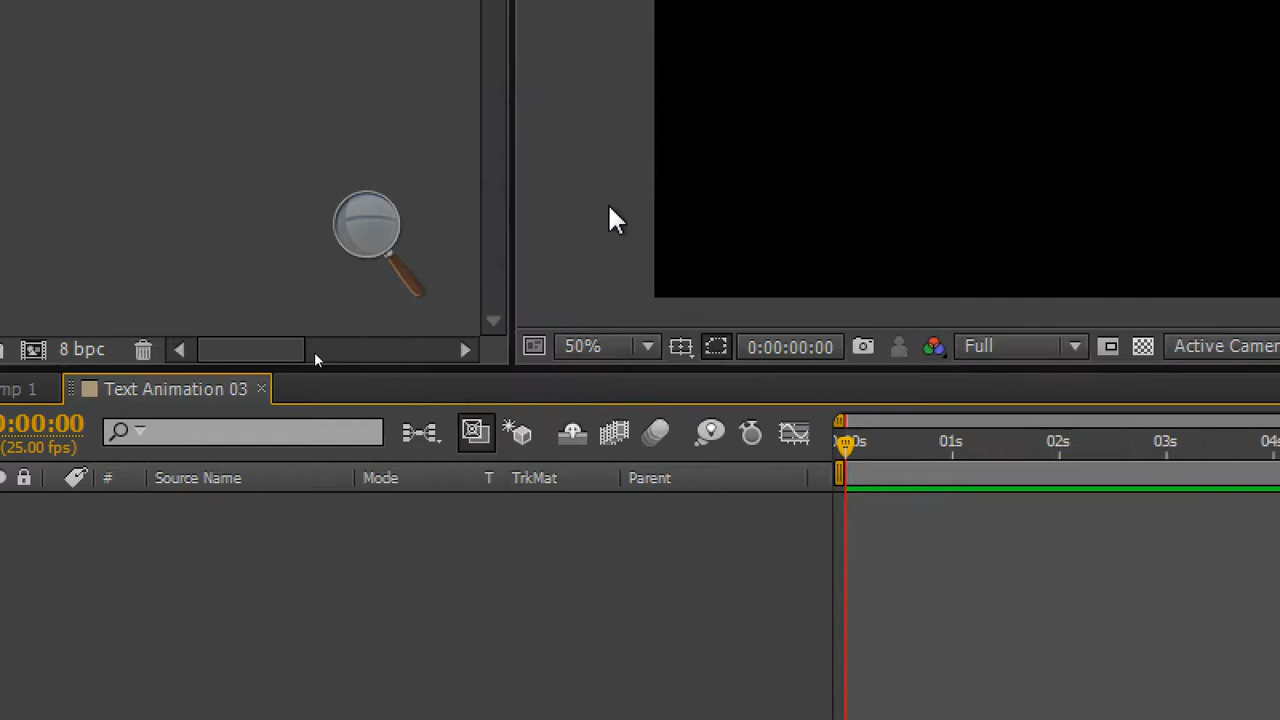 8 bpc
50%
0:00:00:00
Full
Active Camer
mp 1
Text Animation 03
0:00:00
(25.00 fps)
0s
01s
02s
03s
04s
#
Source Name
Mode
T
TrkMat
Parent